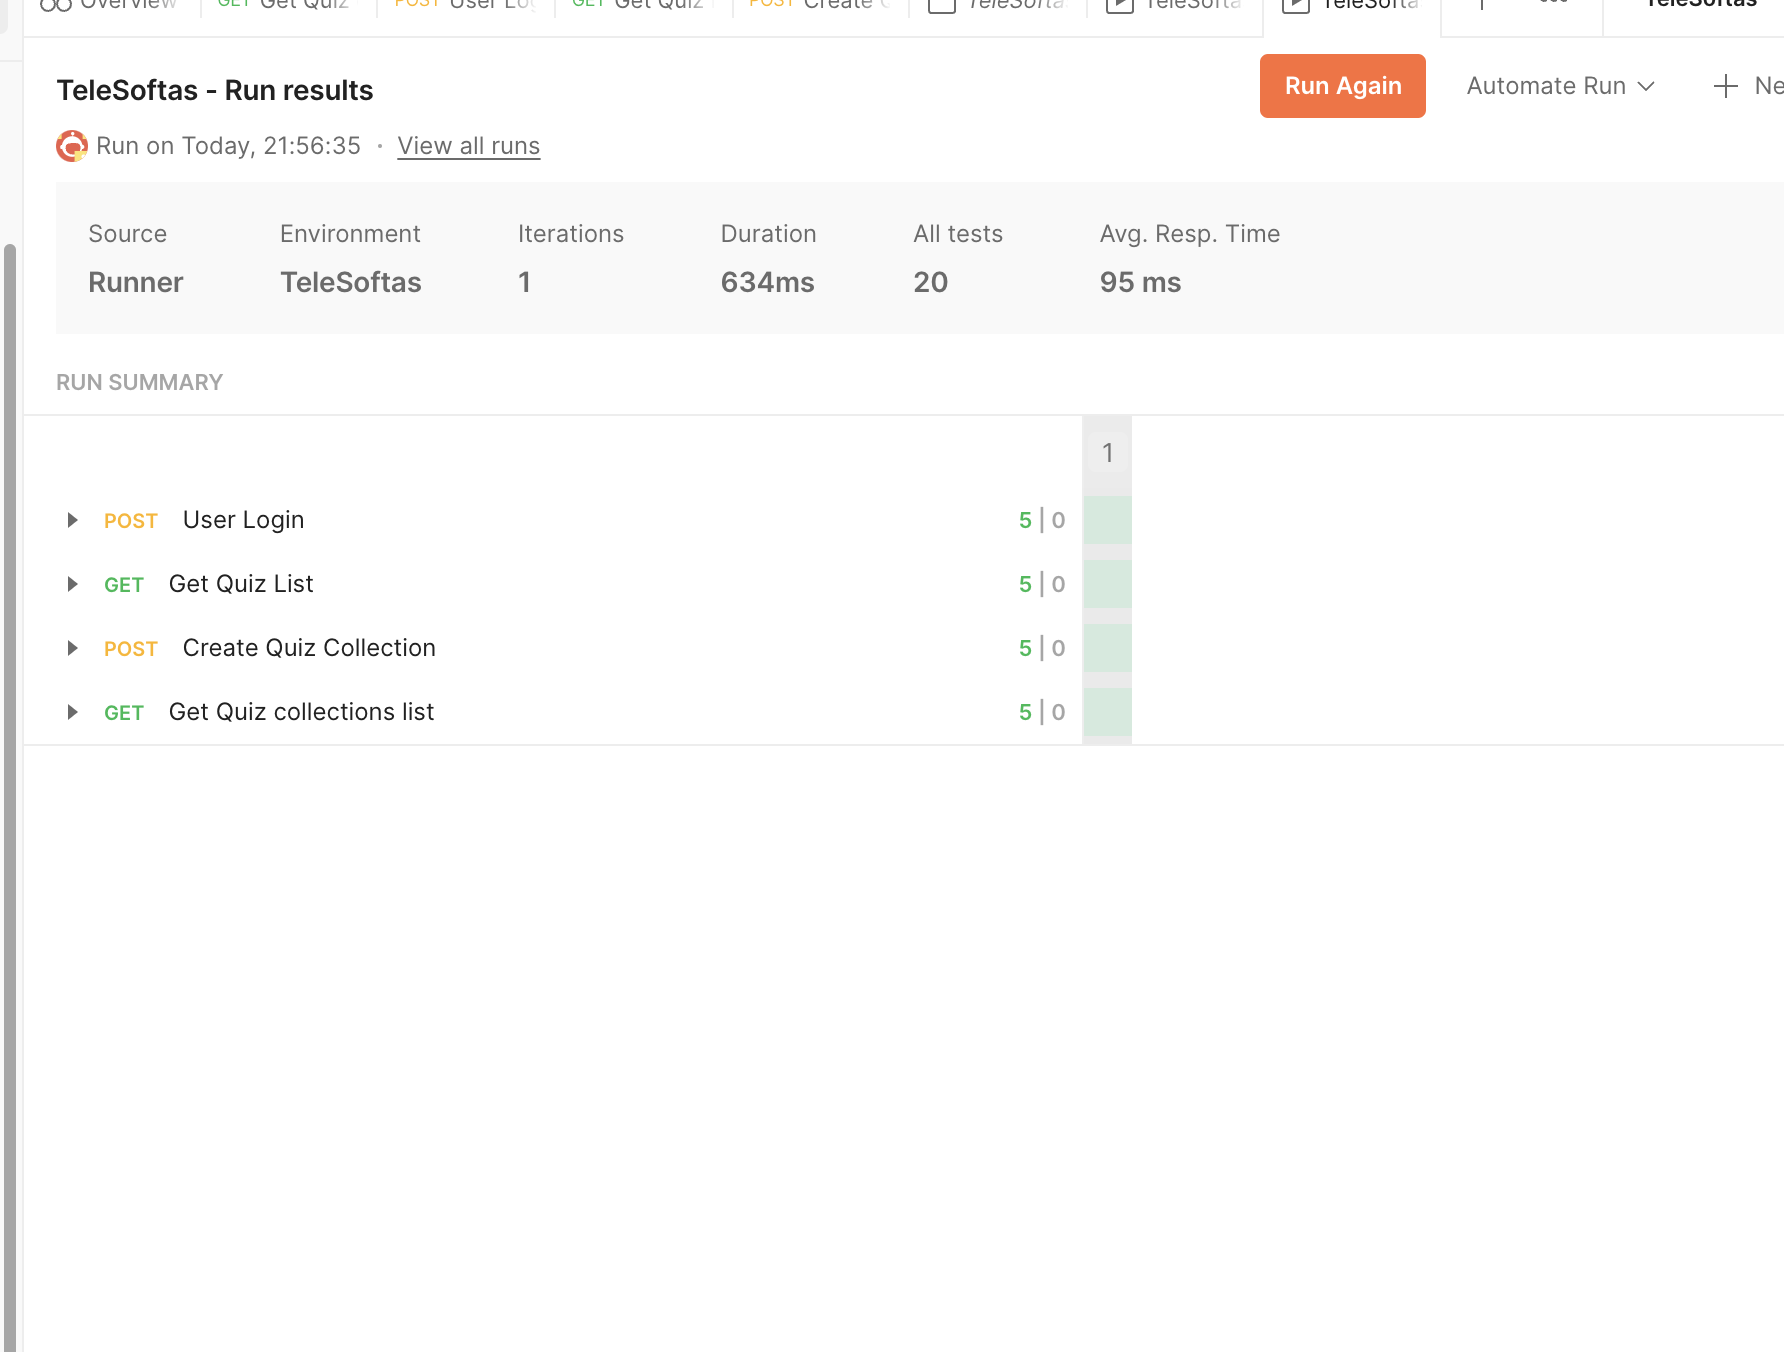 Overview GET Get Quiz POST User Lo GET Get Quiz POST Create TeleSofta TeleSofta TeleSofta TeleSoftas
TeleSoftas - Run results Run Again Automate Run Ne
Run on Today, 21:56:35 · View all runs
Source Environment Iterations Duration All tests Avg. Resp. Time
Runner TeleSoftas 1 634ms 20 95 ms
RUN SUMMARY
1
POST User Login 5 | 0
GET Get Quiz List 5 | 0
POST Create Quiz Collection 5 | 0
GET Get Quiz collections list 5 | 0